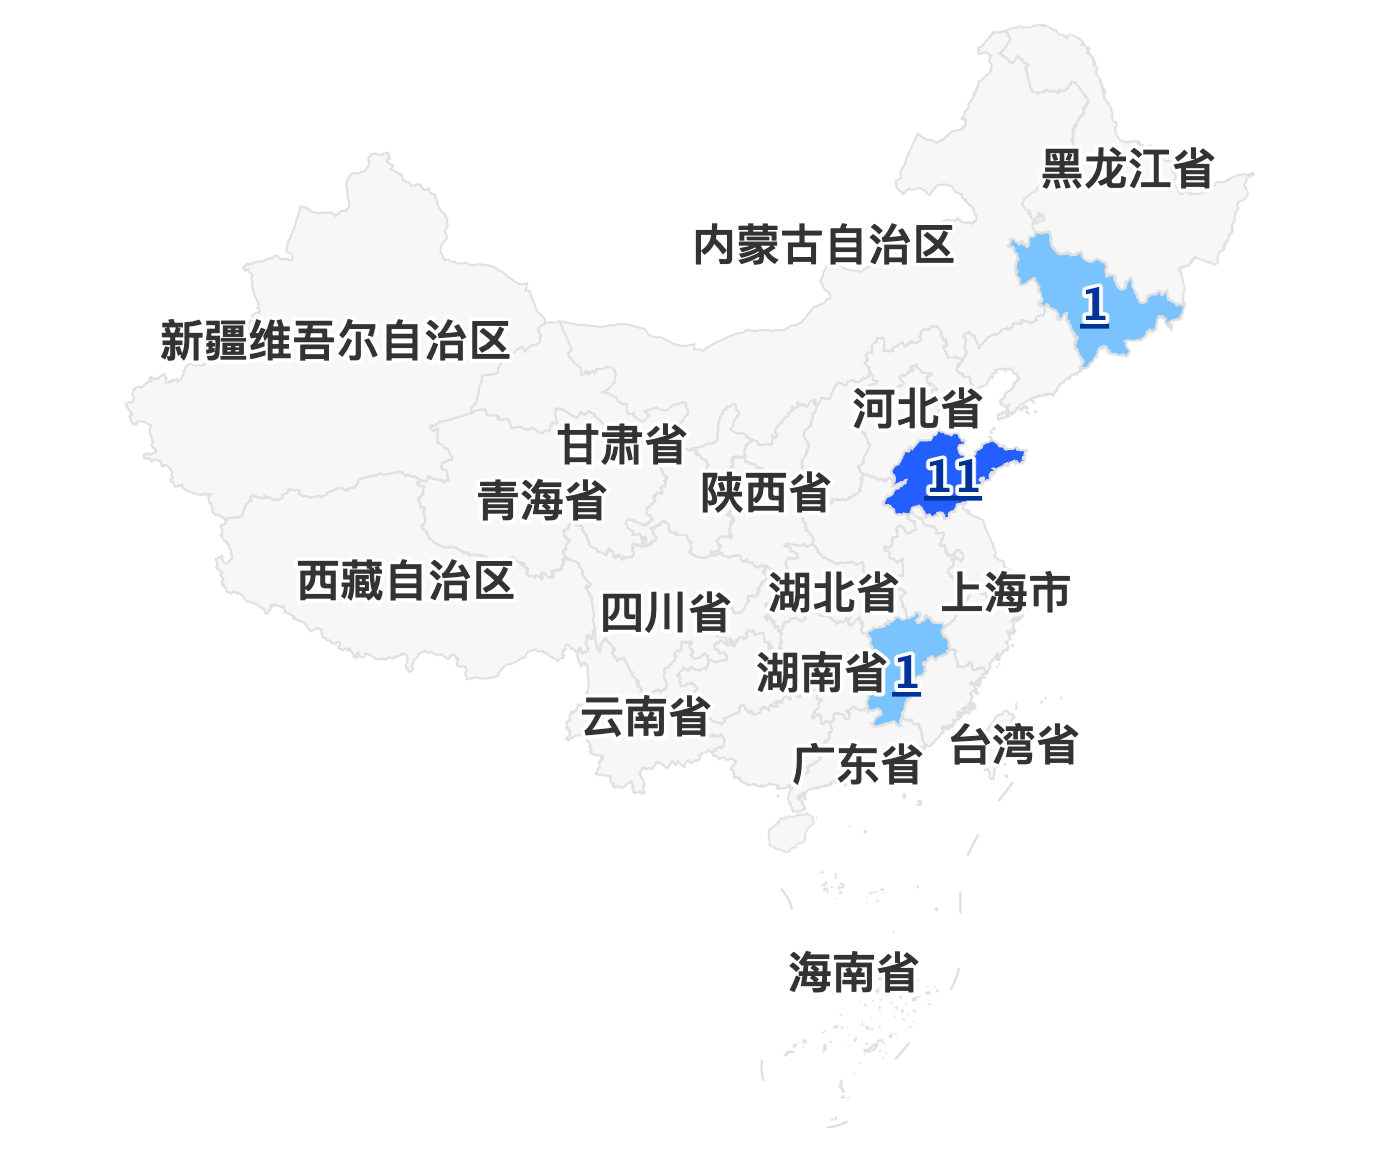 黑龙江省
内蒙古自治区
1
新疆维吾尔自治区
河北省
甘肃省
11
陕西省
青海省
西藏自治区
湖北省
上海市
四川省
湖南省
1
云南省
台湾省
广东省
海南省